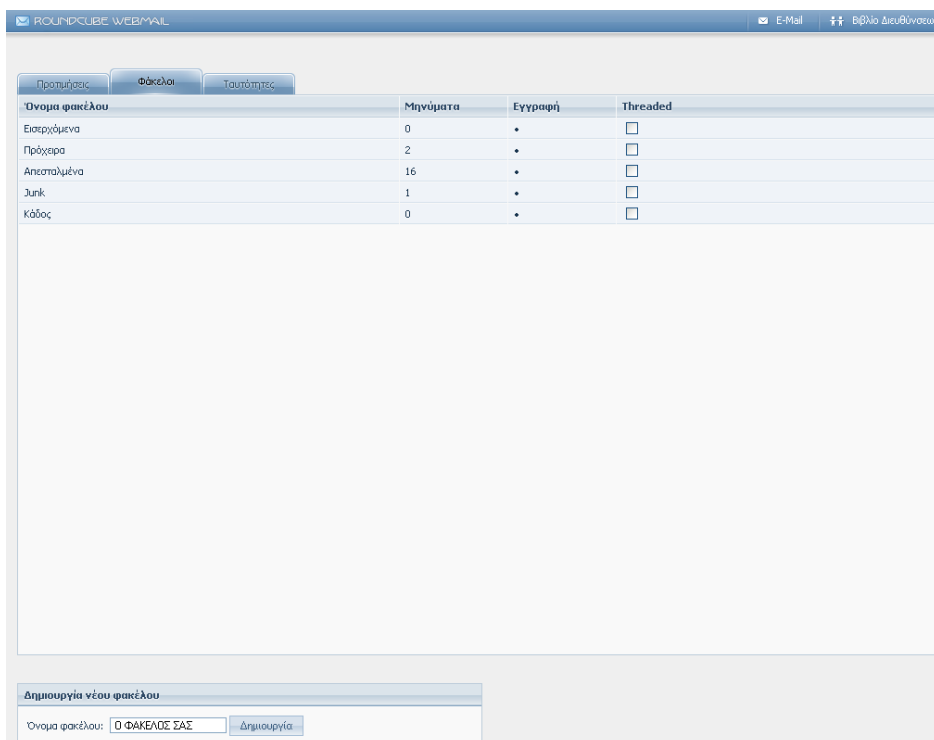 ROUNDCUBE WEBMAIL E-Mail Βιβλίο Διευθύνσεω
Προτιμήσεις Φάκελοι Ταυτότητες
Όνομα φακέλου Μηνύματα Εγγραφή Threaded
Εισερχόμενα 0 •
Πρόχειρα 2 •
Απεσταλμένα 16 •
Junk 1 •
Κάδος 0 •
Δημιουργία νέου φακέλου
Όνομα φακέλου: Ο ΦΑΚΕΛΟΣ ΣΑΣ Δημιουργία